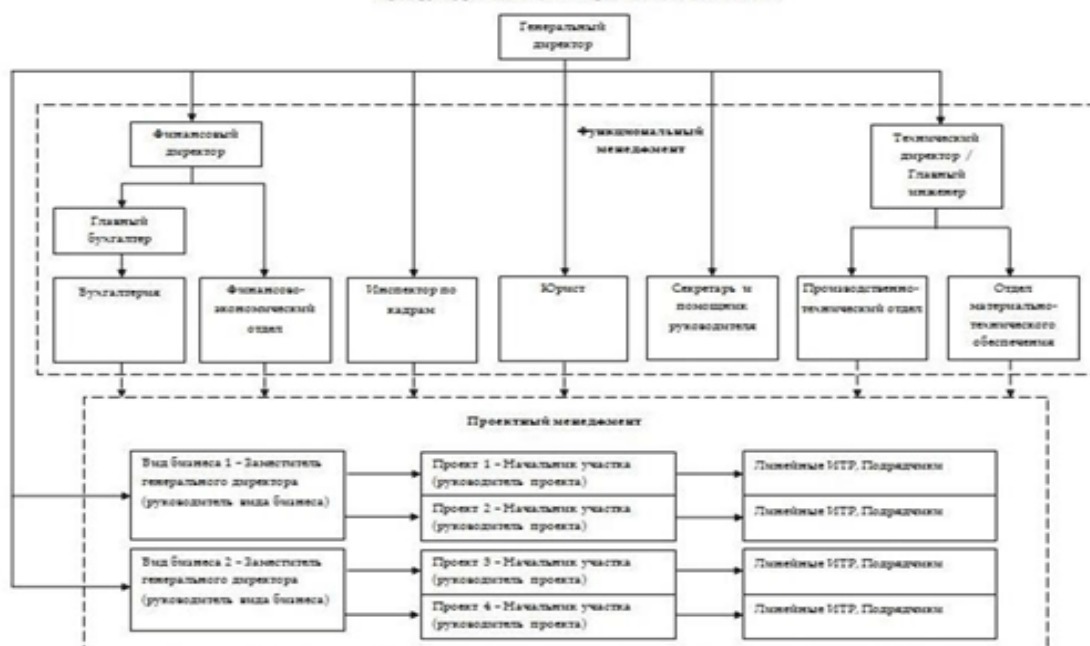 Генеральный
директор
Финансовый
директор
Функциональный
менеджмент
Технический
директор /
Главный
инженер
Главный
бухгалтер
Бухгалтерия
Финансово-
экономический
отдел
Инспектор по
кадрам
Юрист
Секретарь и
помощник
руководителя
Производственно-
технический отдел
Отдел
материально-
технического
обеспечения
Проектный менеджмент
Вид бизнеса 1 – Заместитель
генерального директора
(руководитель вида бизнеса)
Проект 1 – Начальник участка
(руководитель проекта)
Линейные ИТР, Подрядчики
Проект 2 – Начальник участка
(руководитель проекта)
Линейные ИТР, Подрядчики
Вид бизнеса 2 – Заместитель
генерального директора
(руководитель вида бизнеса)
Проект 3 – Начальник участка
(руководитель проекта)
Линейные ИТР, Подрядчики
Проект 4 – Начальник участка
(руководитель проекта)
Линейные ИТР, Подрядчики